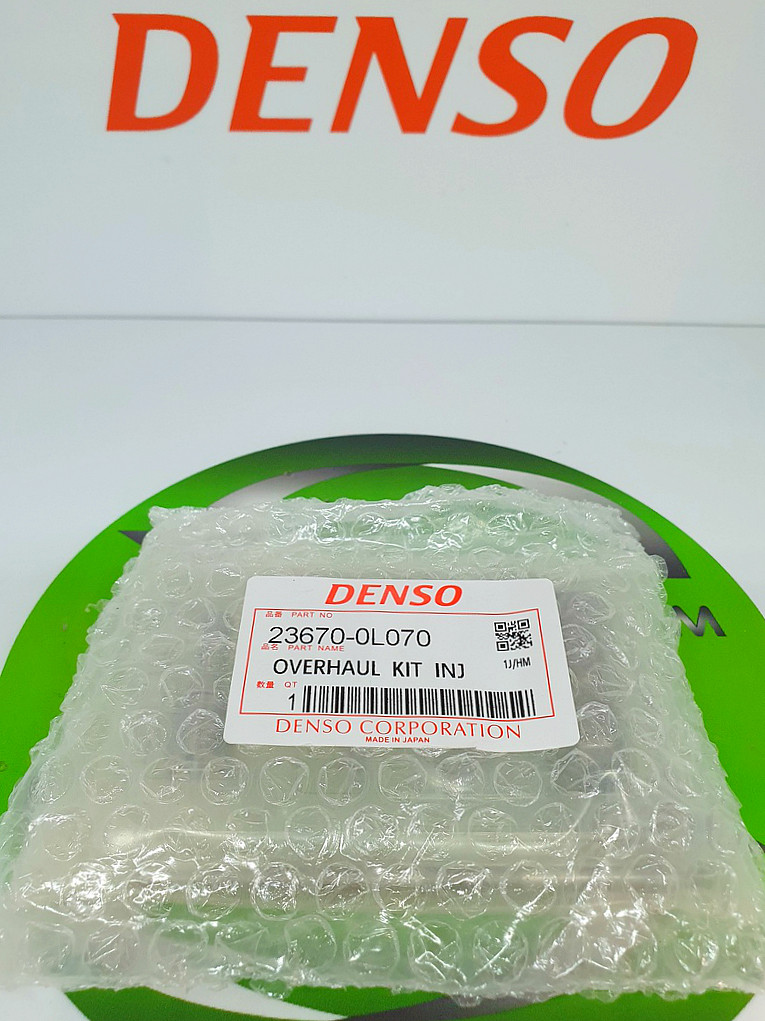 DENSO
DENSO
品番 PART NO
23670-0L070
品名 PART NAME
OVERHAUL KIT INJ
1J/HM
数量 QT
1
DENSO CORPORATION
MADE IN JAPAN
M